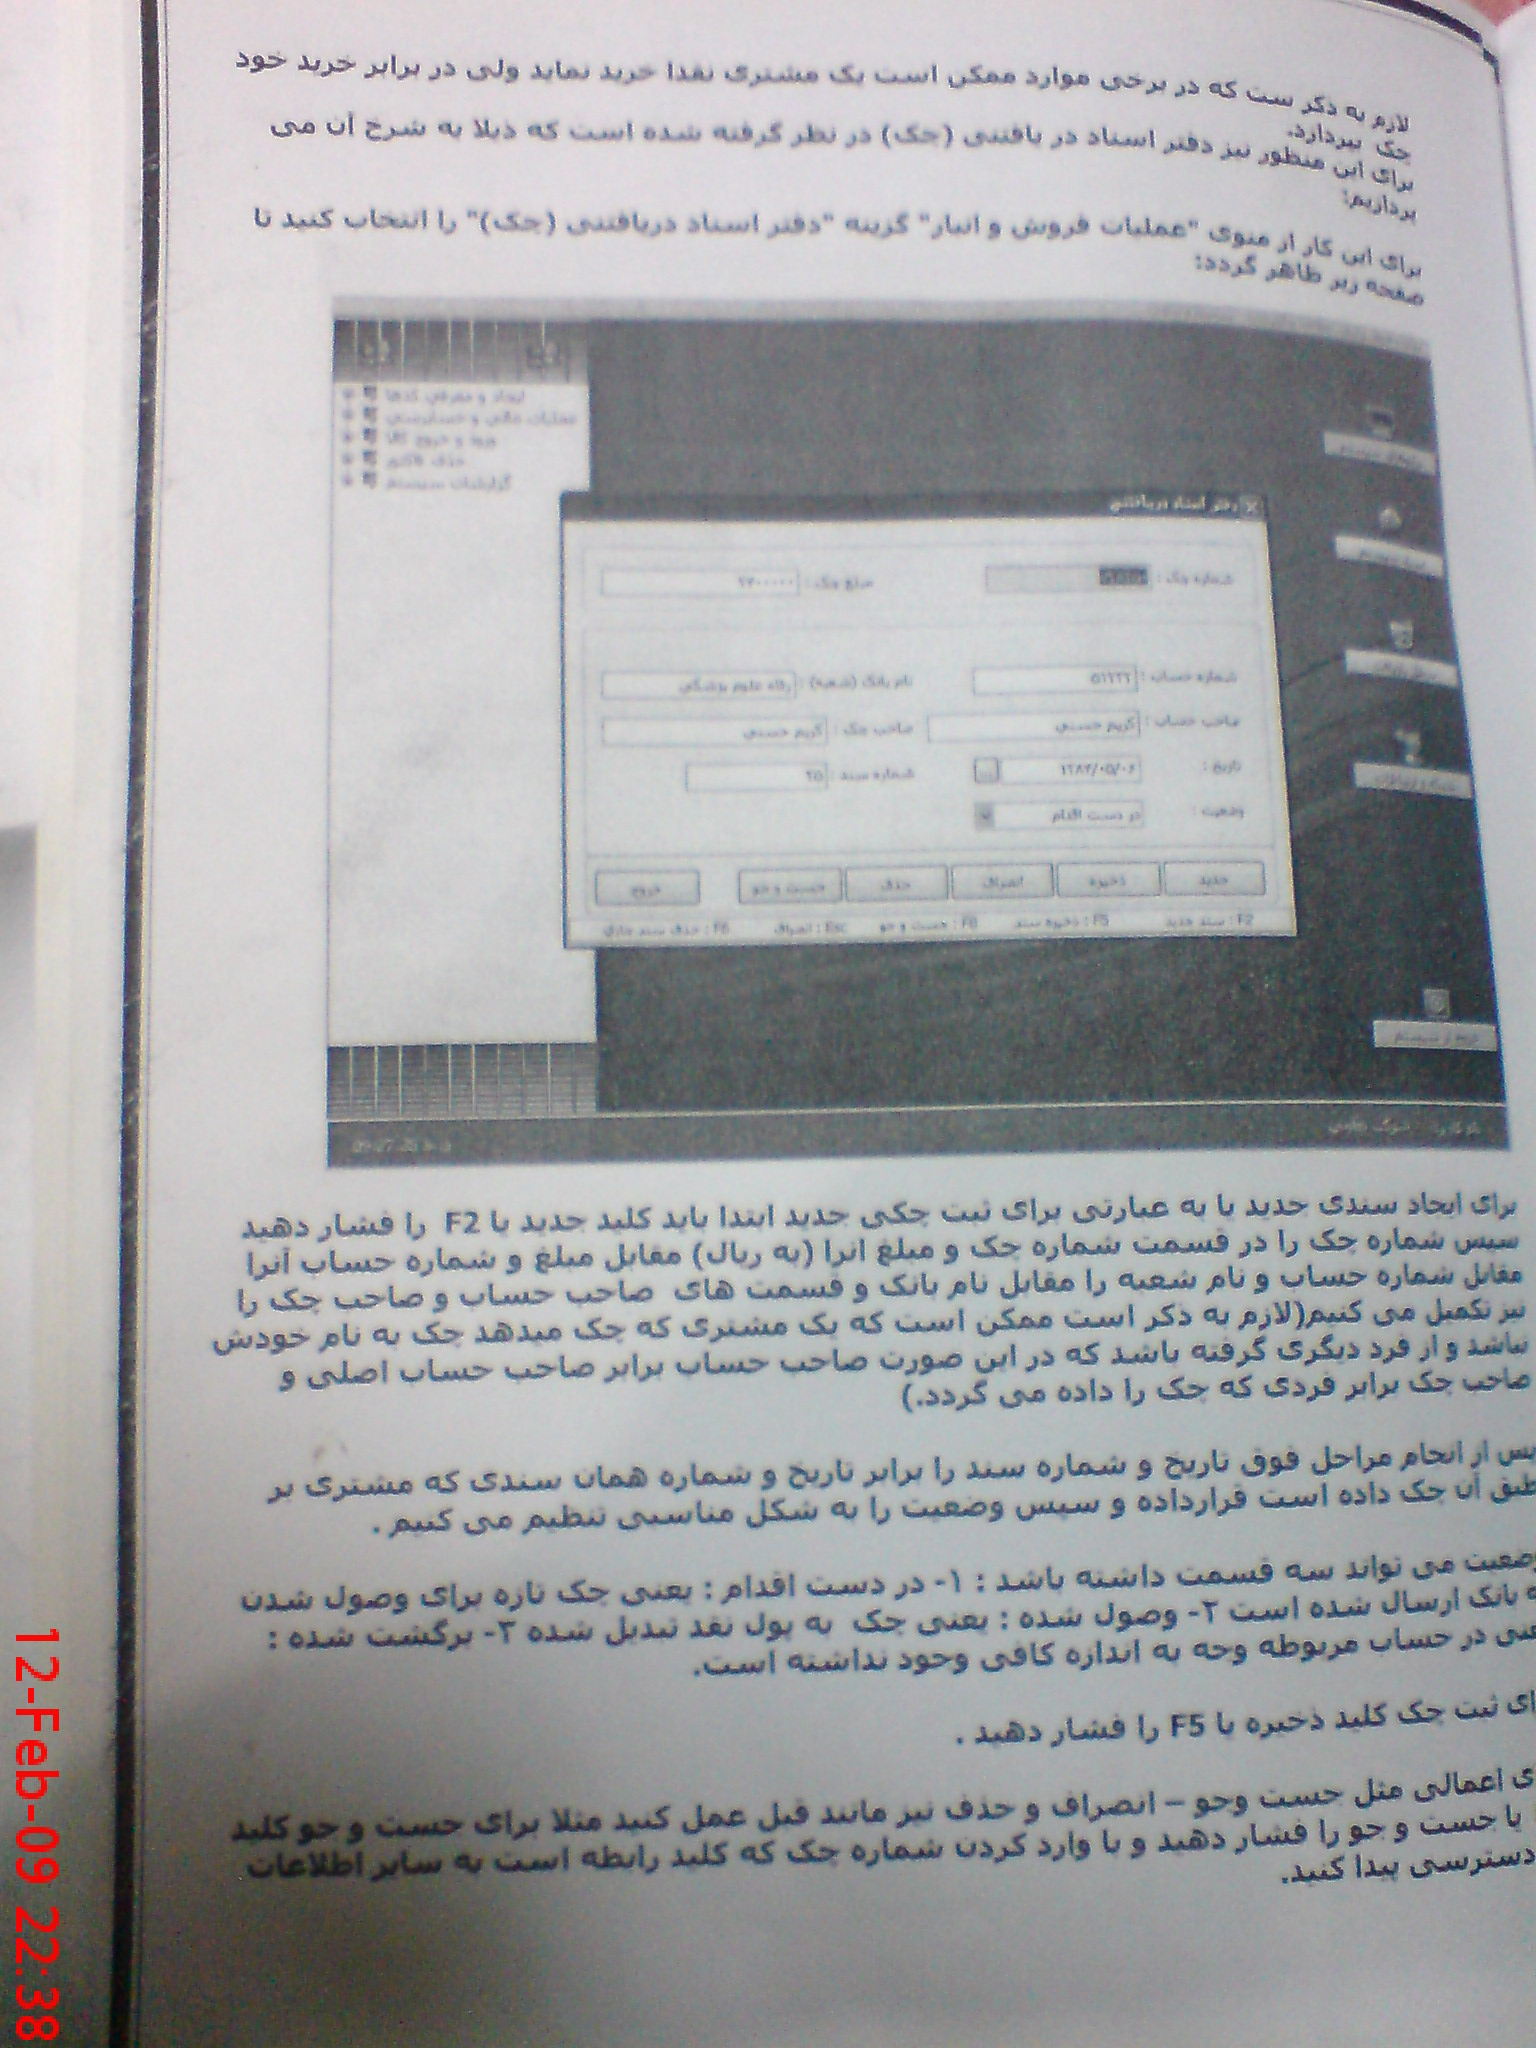 لازم به ذکر ست که در برخی موارد ممکن است یک مشتری نقدا خرید نماید ولی در برابر خرید خود
چک بپردازد.
برای این منظور نیز دفتر اسناد در یافتنی (چک) در نظر گرفته شده است که ذیلا به شرح آن می
پردازیم:
برای این کار از منوی "عملیات فروش و انبار" گزینه "دفتر اسناد دریافتنی (چک)" را انتخاب کنید تا
صفحه زیر ظاهر گردد:
ایجاد و معرفی کدها
عملیات مالی و حسابرسی
ورود و خروج کالا
حذف فاکتور
گزارشات سیستم
دفتر اسناد دریافتنی
شماره چک :
مبلغ چک : ۲۴۰۰۰۰۰
شماره حساب : ۵۱۲۳۲
نام بانک (شعبه) : رفاه علوم پزشکی
صاحب حساب : کریم حسنی
صاحب چک : کریم حسنی
تاریخ : ۱۳۸۴/۰۵/۰۶ ...
شماره سند : ۲۵
وضعیت : در دست اقدام
جدید ذخیره انصراف حذف جست و جو خروج
F2 : سند جدید F5 : ذخیره سند F8 : جست و جو Esc : انصراف F6 : حذف سند جاری
خروج از سیستم
برای ایجاد سندی جدید یا به عبارتی برای ثبت چکی جدید ابتدا باید کلید جدید یا F2 را فشار دهید
سپس شماره چک را در قسمت شماره چک و مبلغ انرا (به ریال) مقابل مبلغ و شماره حساب آنرا
مقابل شماره حساب و نام شعبه را مقابل نام بانک و قسمت های صاحب حساب و صاحب چک را
نیز تکمیل می کنیم(لازم به ذکر است ممکن است که یک مشتری که چک میدهد چک به نام خودش
نباشد و از فرد دیگری گرفته باشد که در این صورت صاحب حساب برابر صاحب حساب اصلی و
صاحب چک برابر فردی که چک را داده می گردد.)
پس از انجام مراحل فوق تاریخ و شماره سند را برابر تاریخ و شماره همان سندی که مشتری بر
طبق آن چک داده است قرارداده و سپس وضعیت را به شکل مناسبی تنظیم می کنیم .
وضعیت می تواند سه قسمت داشته باشد : ۱- در دست اقدام : یعنی چک تازه برای وصول شدن
بانک ارسال شده است ۲- وصول شده : یعنی چک به پول نقد تبدیل شده ۳- برگشت شده :
یعنی در حساب مربوطه وجه به اندازه کافی وجود نداشته است.
ثبت چک کلید ذخیره یا F5 را فشار دهید .
اعمالی مثل جست وجو – انصراف و حذف نیز مانند قبل عمل کنید مثلا برای جست و جو کلید
یا جست و جو را فشار دهید و با وارد کردن شماره چک که کلید رابطه است به سایر اطلاعات
دسترسی پیدا کنید.
12-Feb-09 22:38